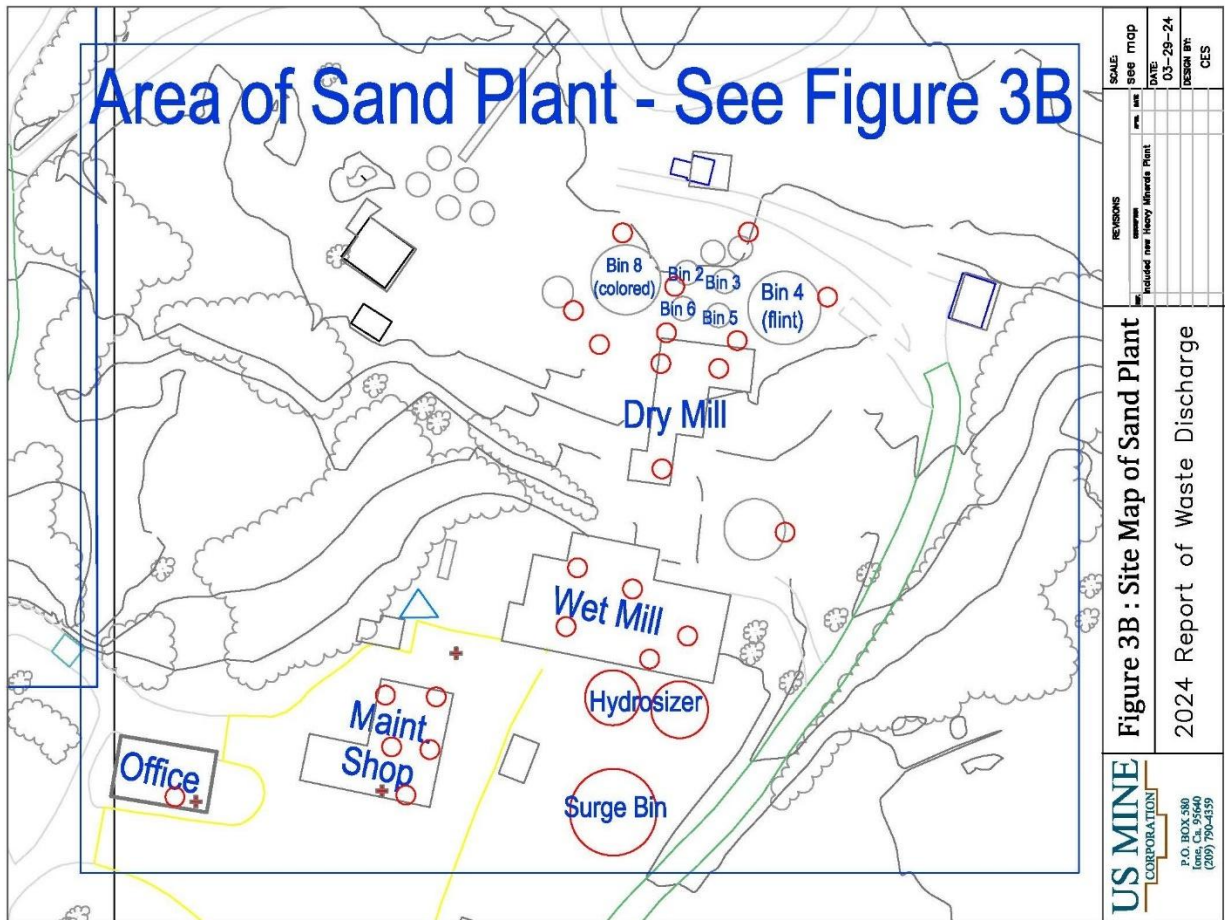 Area of Sand Plant - See Figure 3B
Bin 8
(colored)
Bin 2
Bin 3
Bin 6
Bin 5
Bin 4
(flint)
Dry Mill
Wet Mill
Hydrosizer
Maint.
Shop
Office
Surge Bin
SCALE:
see map
DATE:
03-29-24
DESIGN BY:
CES
REVISIONS
DATE
Included new Heavy Minerals Plant
Figure 3B : Site Map of Sand Plant
2024 Report of Waste Discharge
US MINE
CORPORATION
P.O. BOX 580
Ione, Ca. 95640
(209) 790-4359